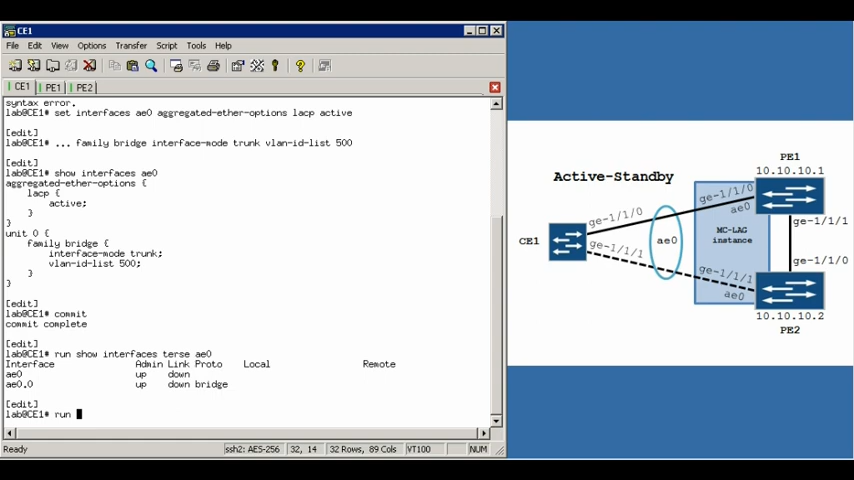 CE1
File Edit View Options Transfer Script Tools Help
CE1 PE1 PE2
syntax error.
lab@CE1# set interfaces ae0 aggregated-ether-options lacp active
[edit]
lab@CE1# ... family bridge interface-mode trunk vlan-id-list 500
[edit]
lab@CE1# show interfaces ae0
aggregated-ether-options {
lacp {
active;
}
}
unit 0 {
family bridge {
interface-mode trunk;
vlan-id-list 500;
}
}
[edit]
lab@CE1# commit
commit complete
[edit]
lab@CE1# run show interfaces terse ae0
Interface Admin Link Proto Local Remote
ae0 up down
ae0.0 up down bridge
[edit]
lab@CE1# run
Ready ssh2: AES-256 32, 14 32 Rows, 89 Cols VT100 NUM
Active-Standby
PE1
10.10.10.1
ge-1/1/0
ae0
ge-1/1/0
ge-1/1/1
CE1
ae0
MC-LAG
instance
ge-1/1/1
ge-1/1/0
ge-1/1/1
ae0
10.10.10.2
PE2